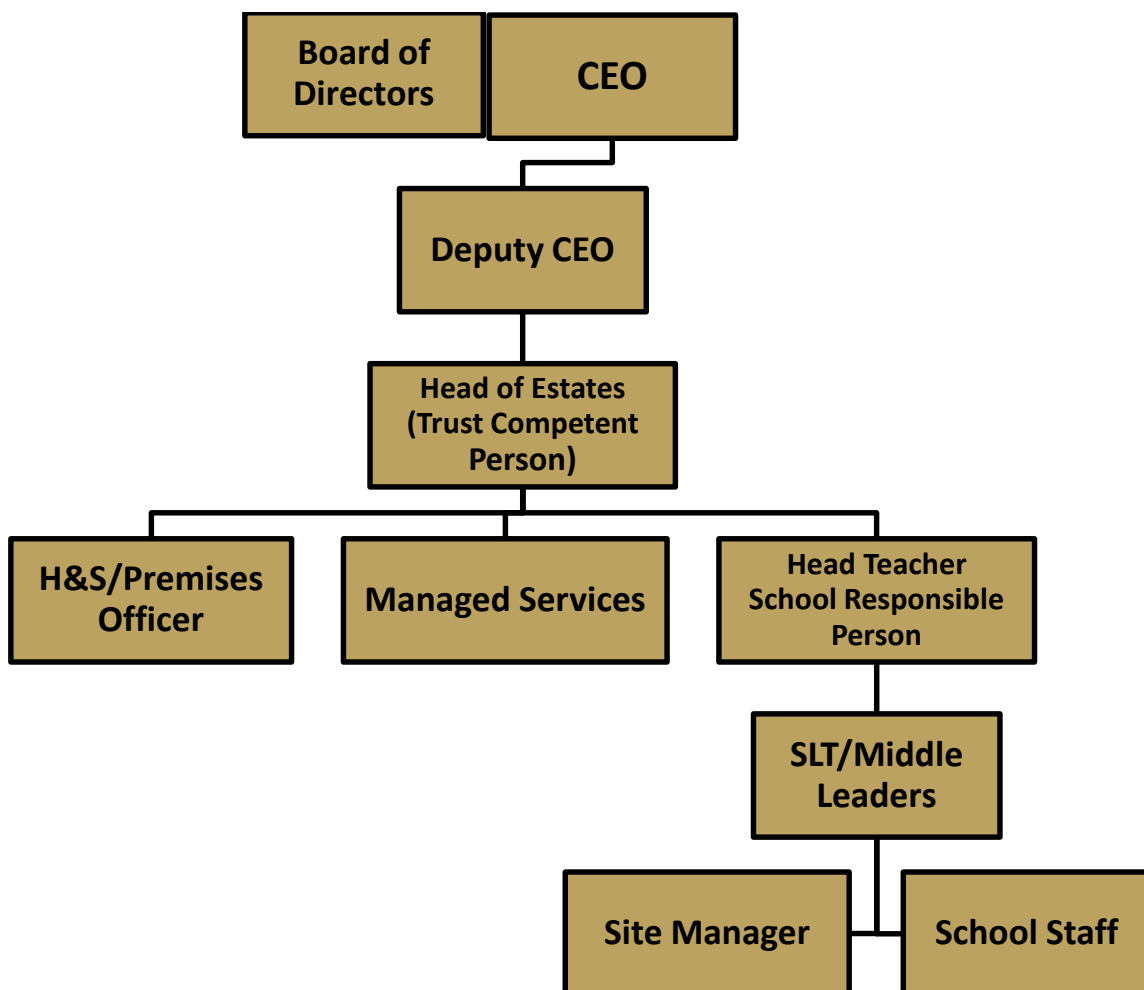 Board of
Directors
CEO
Deputy CEO
Head of Estates
(Trust Competent
Person)
H&S/Premises
Officer
Managed Services
Head Teacher
School Responsible
Person
SLT/Middle
Leaders
Site Manager
School Staff